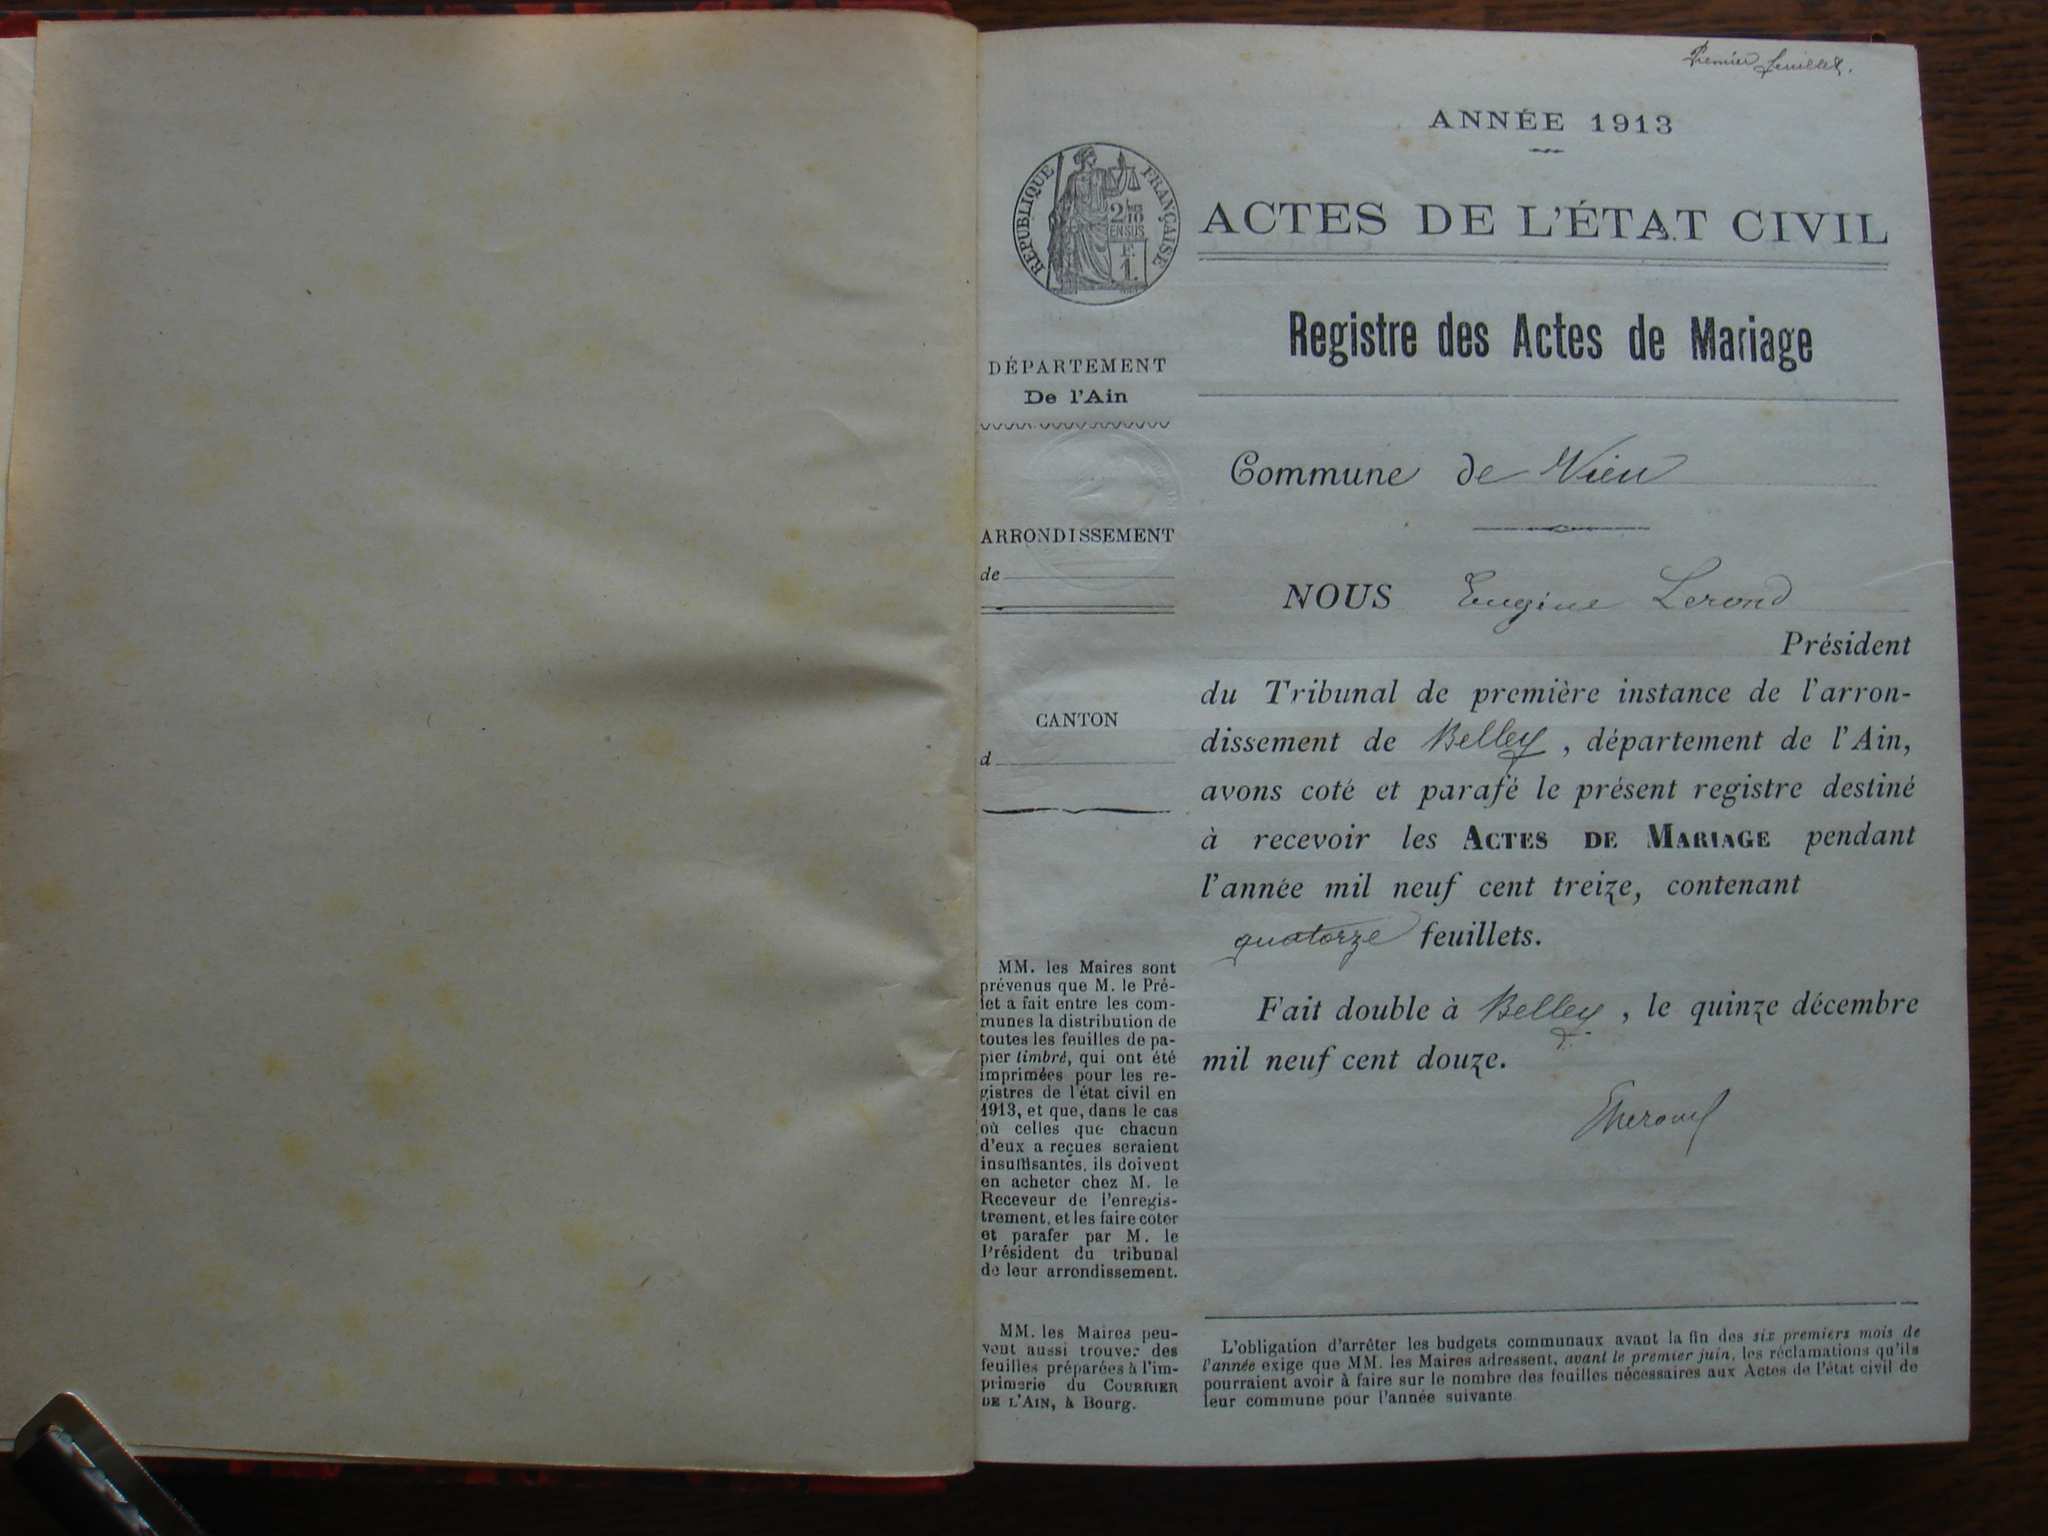 Premier feuillet.
ANNÉE 1913
RÉPUBLIQUE FRANÇAISE
2/10
EN SUS
1.
ACTES DE L'ÉTAT CIVIL
Registre des Actes de Mariage
DÉPARTEMENT
De l'Ain
ARRONDISSEMENT
de
CANTON
d
MM. les Maires sont
prévenus que M. le Pré-
fet a fait entre les com-
munes la distribution de
toutes les feuilles de pa-
pier timbré, qui ont été
imprimées pour les re-
gistres de l'état civil en
1913, et que, dans le cas
où celles que chacun
d'eux a reçues seraient
insuffisantes, ils doivent
en acheter chez M. le
Receveur de l'enregis-
trement, et les faire coter
et parafer par M. le
Président du tribunal
de leur arrondissement.
MM. les Maires peu-
vent aussi trouver des
feuilles préparées à l'im-
primerie du COURRIER
DE L'AIN, à Bourg.
Commune de Vieu
NOUS Eugène Lerond
Président
du Tribunal de première instance de l'arron-
dissement de Belley, département de l'Ain,
avons coté et parafé le présent registre destiné
à recevoir les ACTES DE MARIAGE pendant
l'année mil neuf cent treize, contenant
quatorze feuillets.
Fait double à Belley, le quinze décembre
mil neuf cent douze.
L'obligation d'arrêter les budgets communaux avant la fin des six premiers mois de
l'année exige que MM. les Maires adressent, avant le premier juin, les réclamations qu'ils
pourraient avoir à faire sur le nombre des feuilles nécessaires aux Actes de l'état civil de
leur commune pour l'année suivante